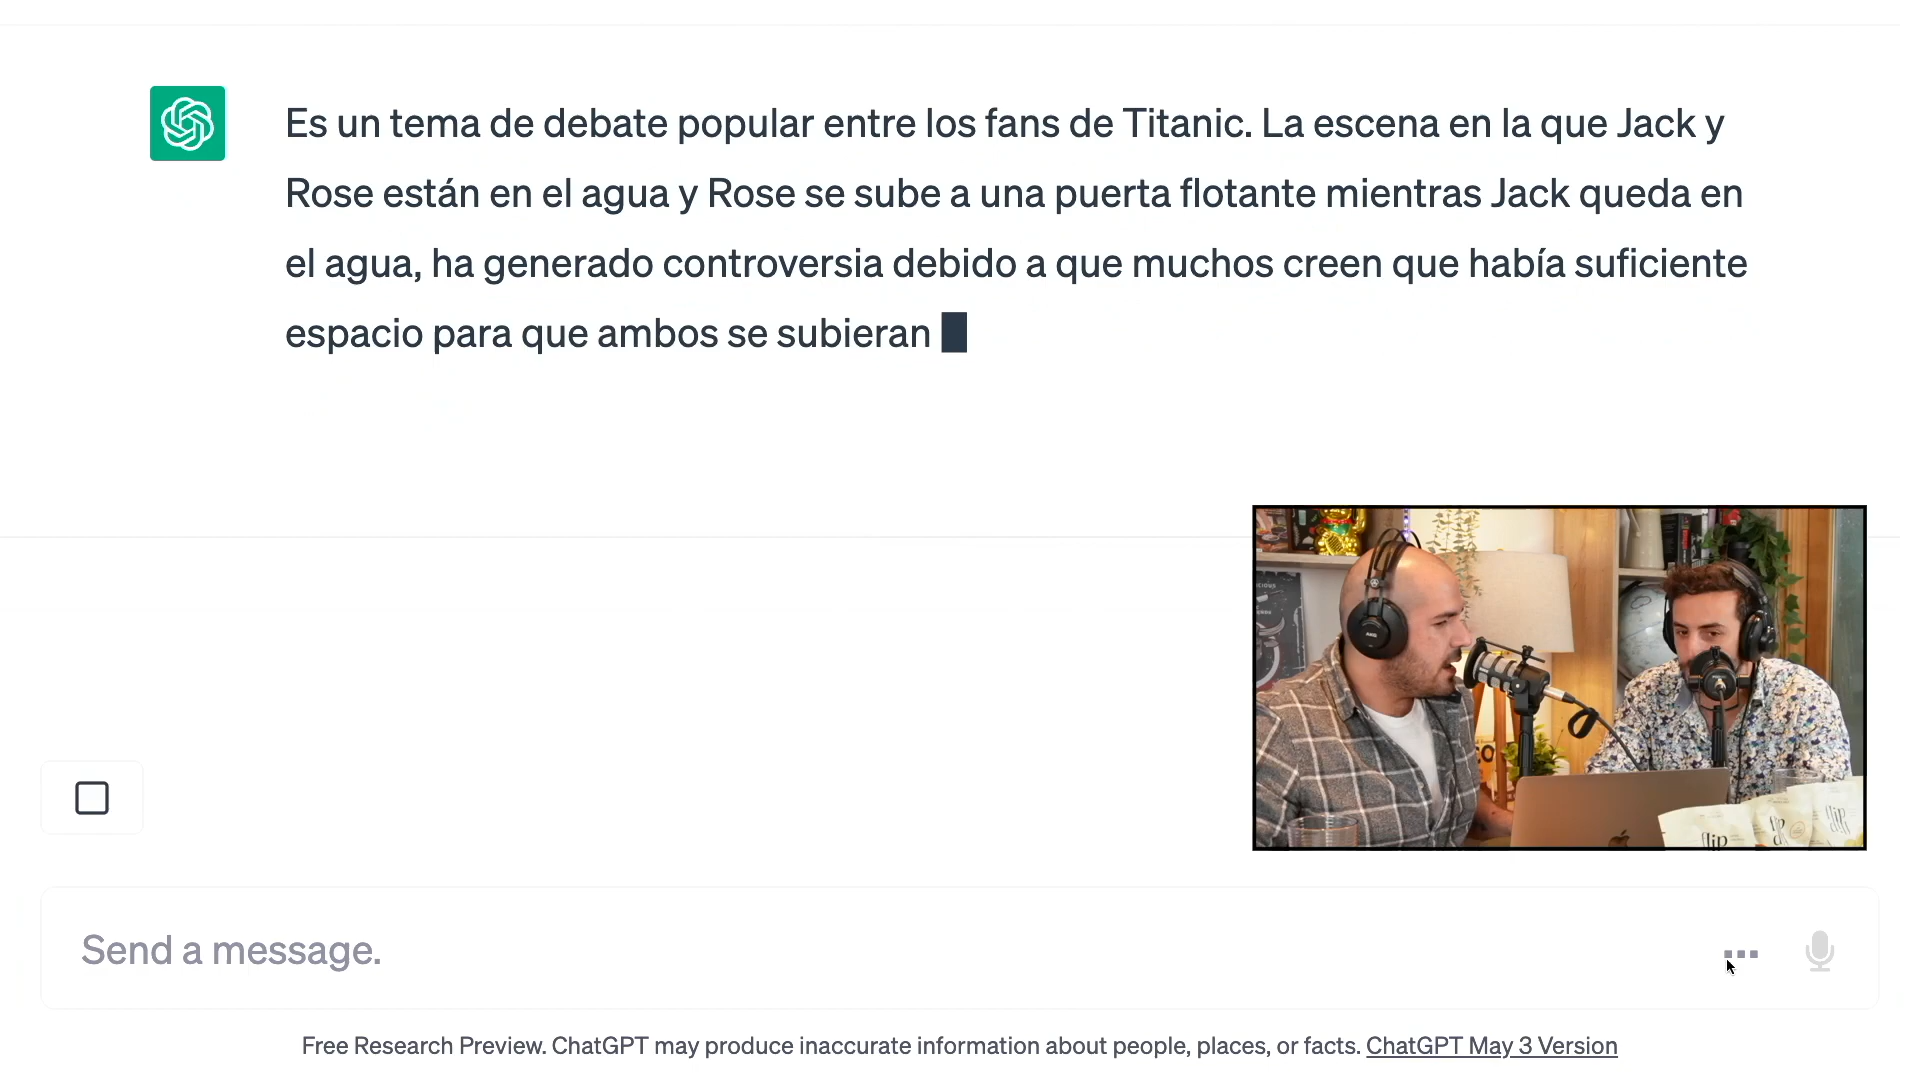 Es un tema de debate popular entre los fans de Titanic. La escena en la que Jack y
Rose están en el agua y Rose se sube a una puerta flotante mientras Jack queda en
el agua, ha generado controversia debido a que muchos creen que había suficiente
espacio para que ambos se subieran
AKG
Send a message.
Free Research Preview. ChatGPT may produce inaccurate information about people, places, or facts. ChatGPT May 3 Version